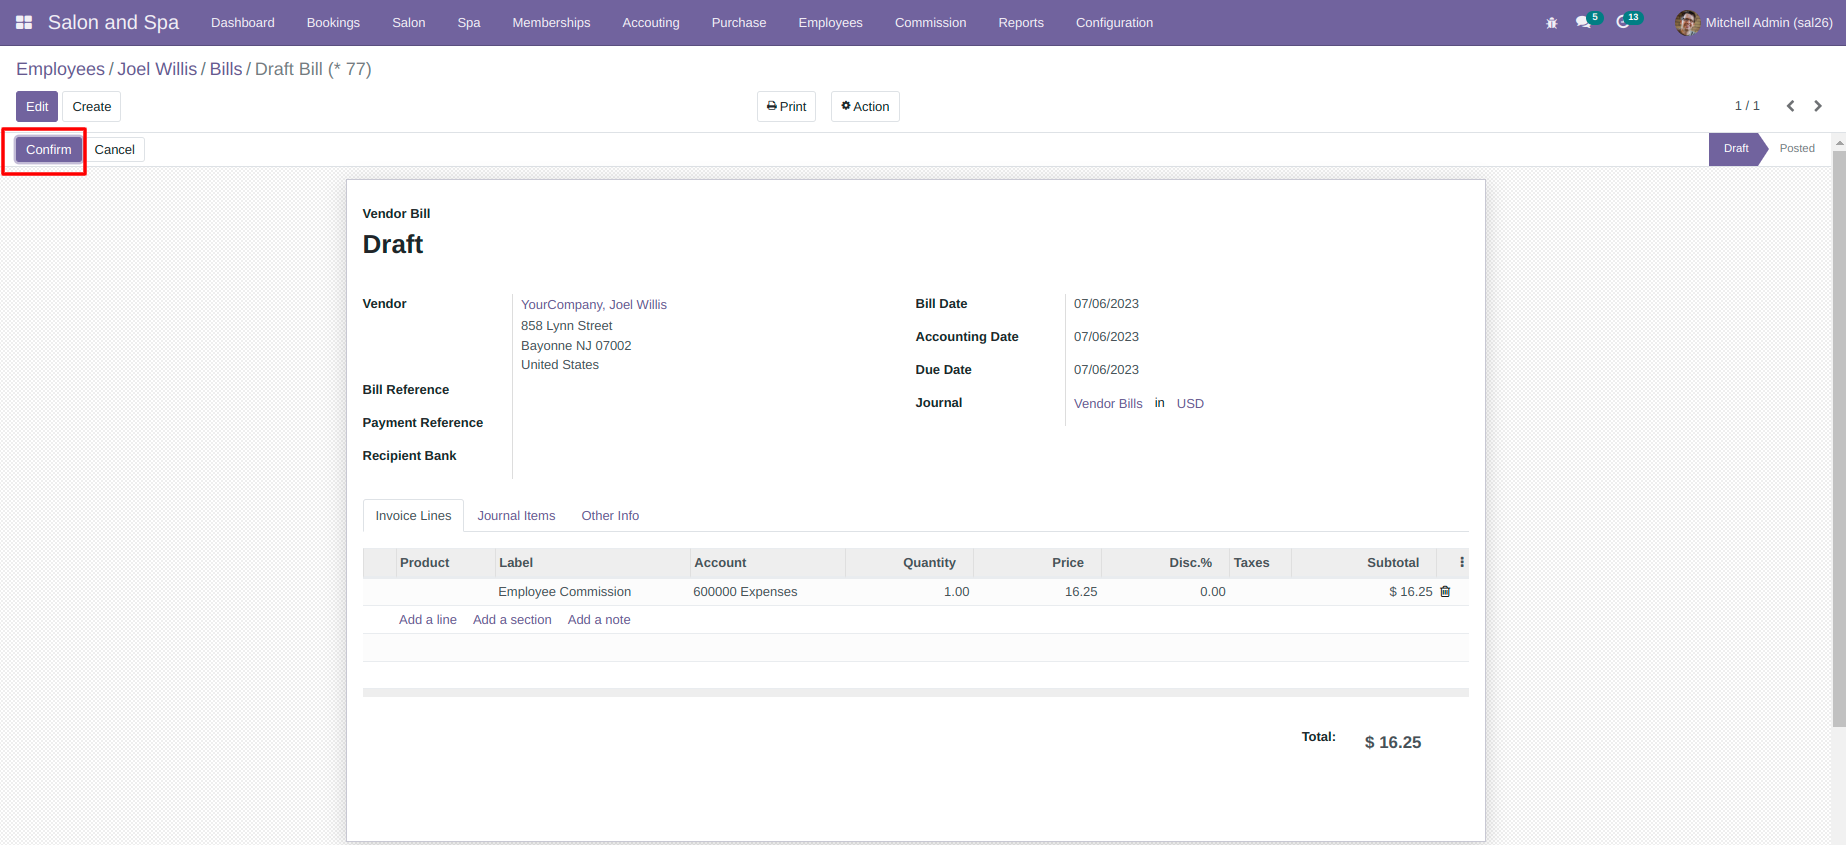 Salon and Spa Dashboard Bookings Salon Spa Memberships Accouting Purchase Employees Commission Reports Configuration 5 13 Mitchell Admin (sal26)
Employees / Joel Willis / Bills / Draft Bill (* 77)
Edit Create Print Action 1 / 1
Confirm Cancel Draft Posted
Vendor Bill
Draft
Vendor YourCompany, Joel Willis
858 Lynn Street
Bayonne NJ 07002
United States
Bill Reference
Payment Reference
Recipient Bank
Bill Date 07/06/2023
Accounting Date 07/06/2023
Due Date 07/06/2023
Journal Vendor Bills in USD
Invoice Lines Journal Items Other Info
Product Label Account Quantity Price Disc.% Taxes Subtotal
Employee Commission 600000 Expenses 1.00 16.25 0.00 $ 16.25
Add a line Add a section Add a note
Total: $ 16.25